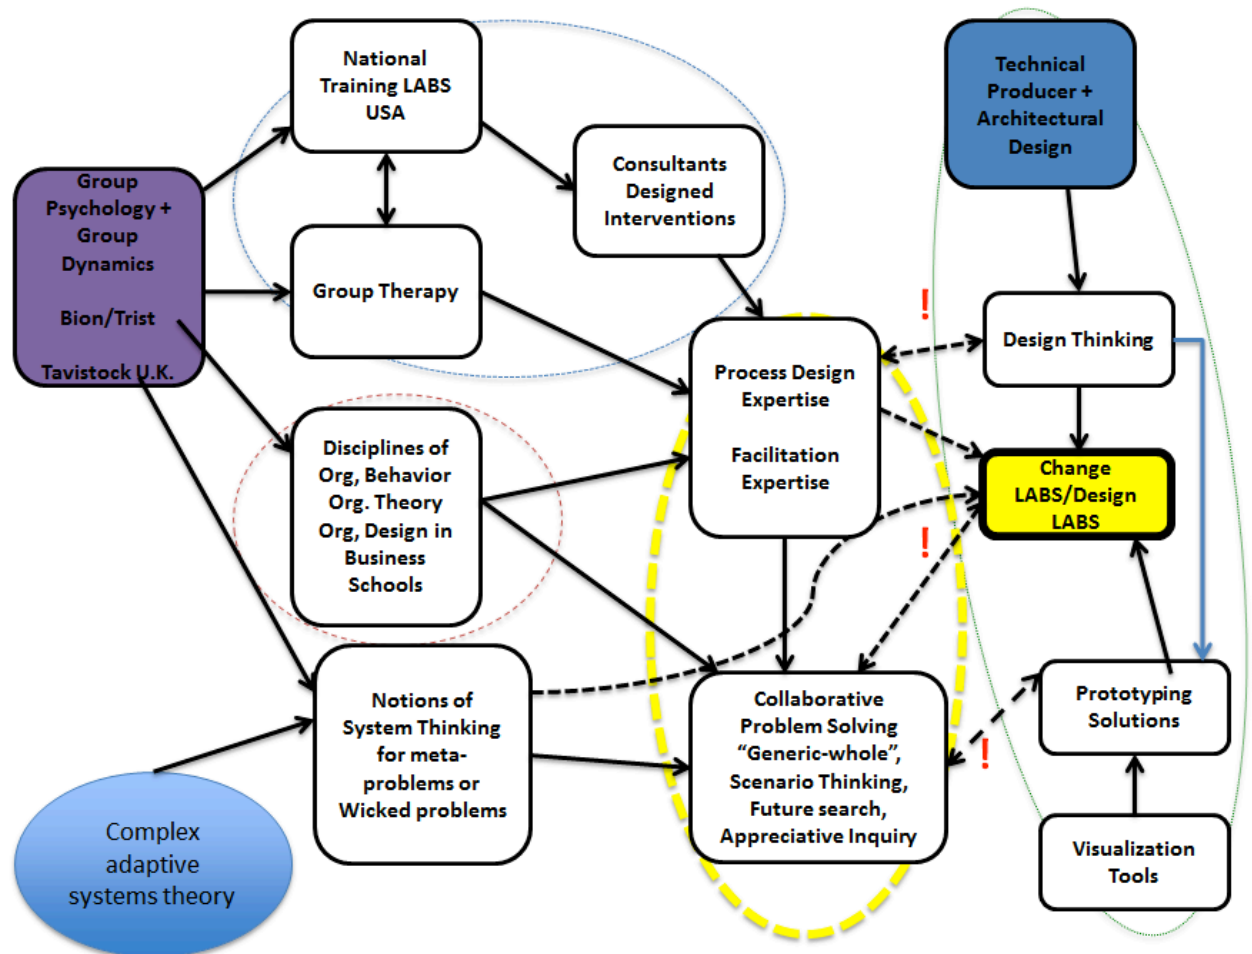 National
Training LABS
USA
Technical
Producer +
Architectural
Design
Consultants
Designed
Interventions
Group
Psychology +
Group
Dynamics
Bion/Trist
Tavistock U.K.
Group Therapy
!
Design Thinking
Process Design
Expertise
Facilitation
Expertise
Disciplines of
Org, Behavior
Org. Theory
Org, Design in
Business
Schools
Change
LABS/Design
LABS
!
Notions of
System Thinking
for meta-
problems or
Wicked problems
Collaborative
Problem Solving
“Generic-whole”,
Scenario Thinking,
Future search,
Appreciative Inquiry
Prototyping
Solutions
!
Complex
adaptive
systems theory
Visualization
Tools